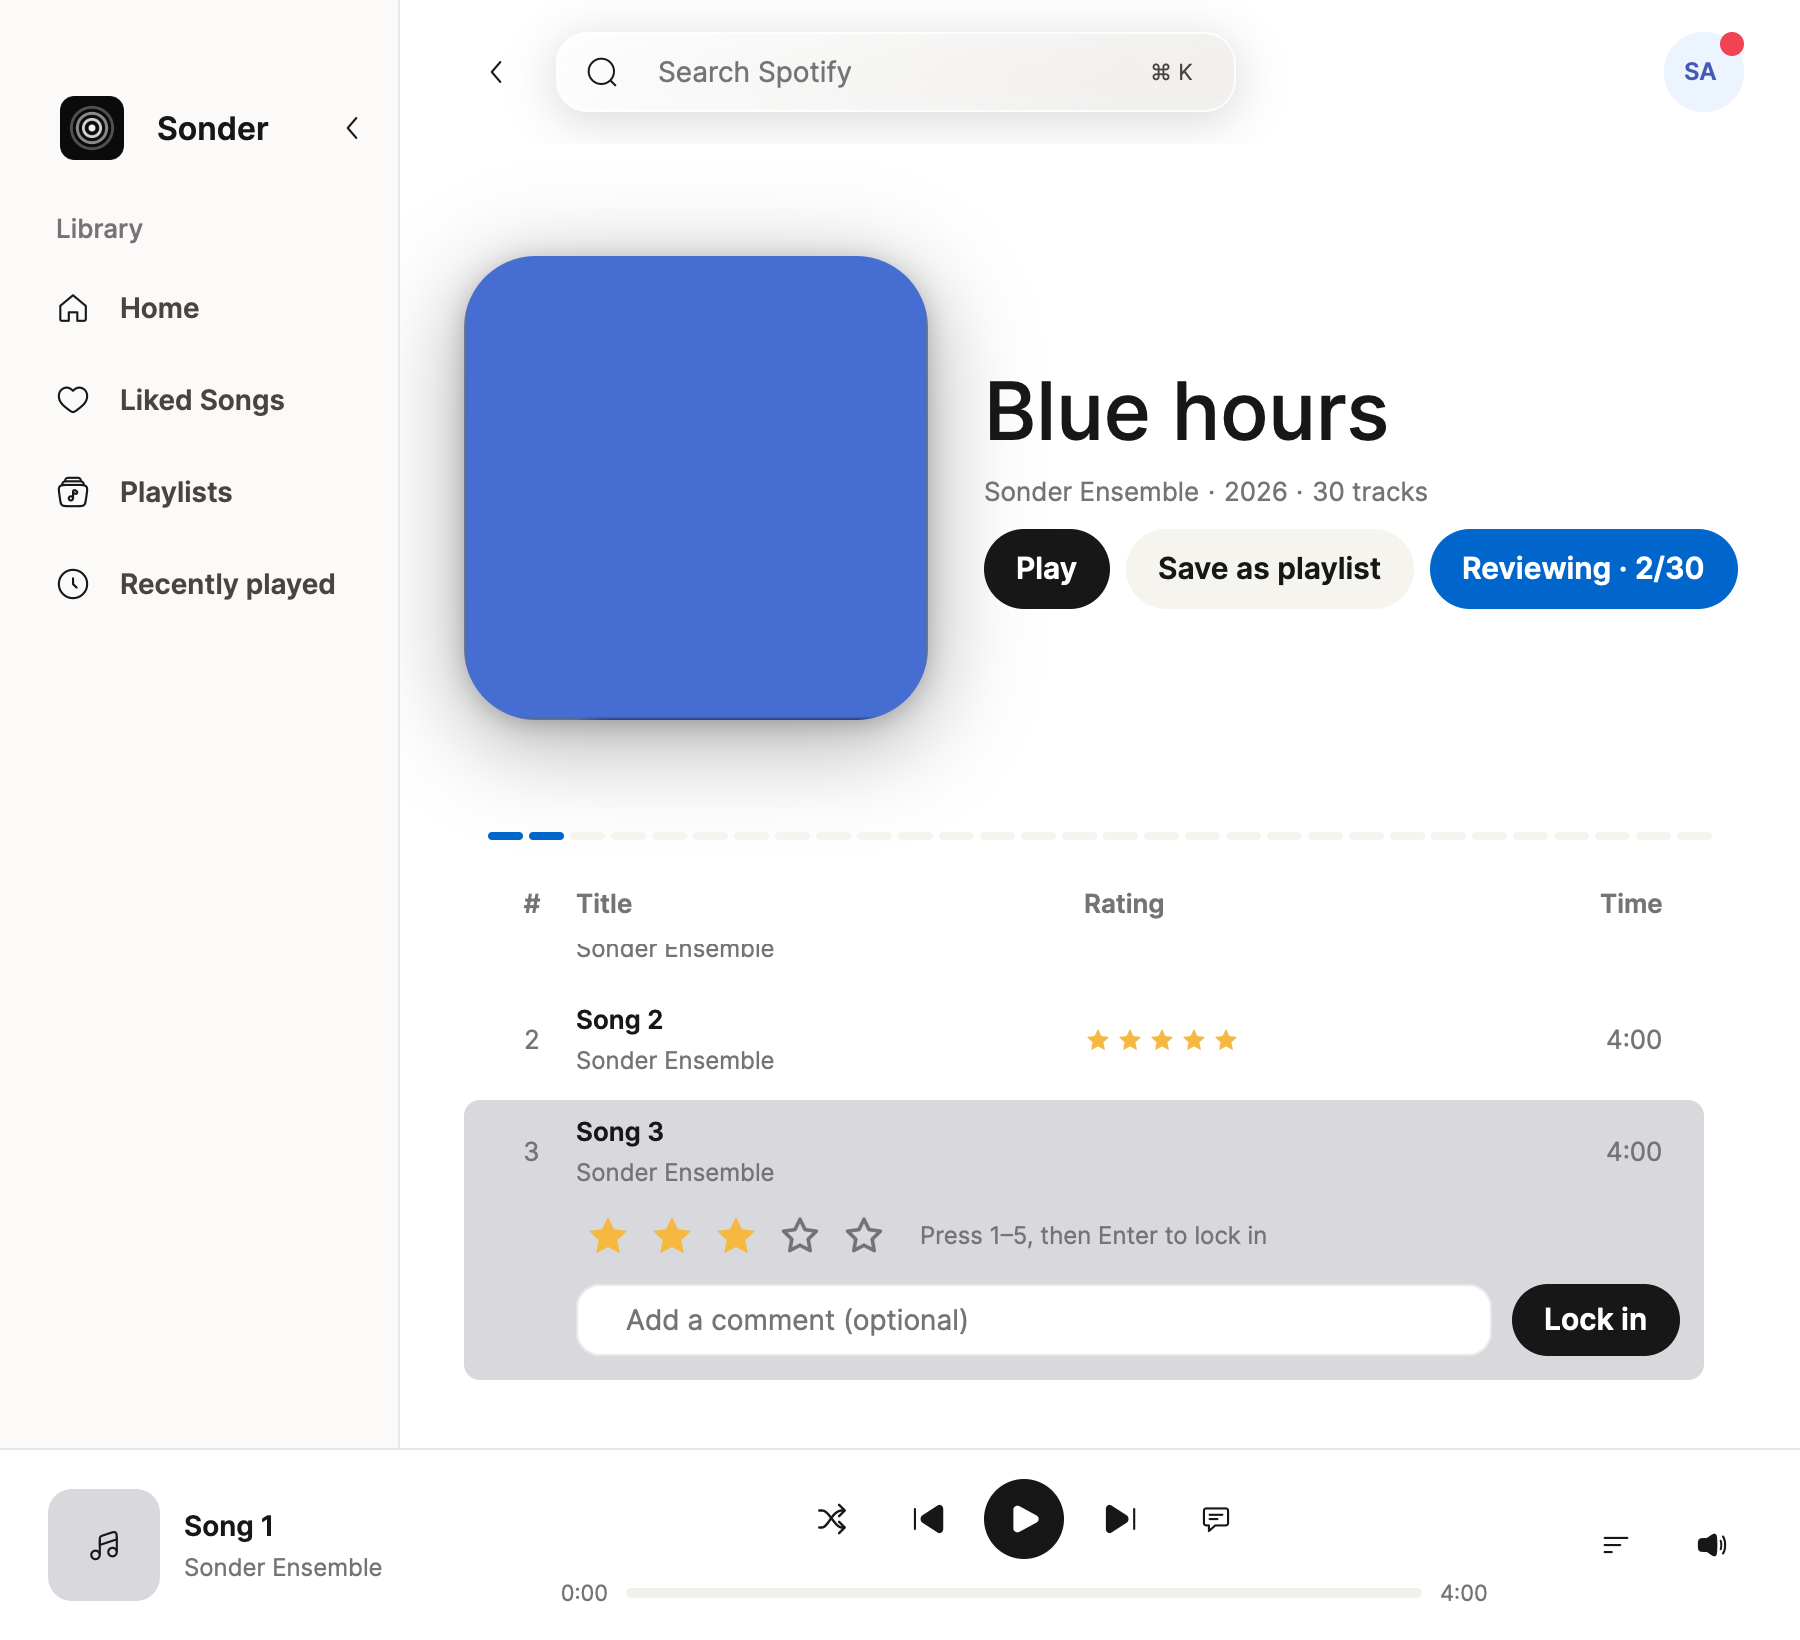 Search Spotify ⌘ K
SA
Sonder
Library
Home
Liked Songs
Playlists
Recently played
Blue hours
Sonder Ensemble · 2026 · 30 tracks
Play Save as playlist Reviewing · 2/30
# Title Rating Time
Sonder Ensemble
2 Song 2 4:00
Sonder Ensemble
3 Song 3 4:00
Sonder Ensemble
Press 1–5, then Enter to lock in
Add a comment (optional) Lock in
Song 1
Sonder Ensemble
0:00 4:00